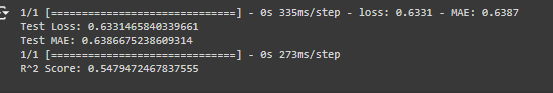 1/1 [==============================] - 0s 335ms/step - loss: 0.6331 - MAE: 0.6387
Test Loss: 0.6331465840339661
Test MAE: 0.6386675238609314
1/1 [==============================] - 0s 273ms/step
R^2 Score: 0.5479472467837555